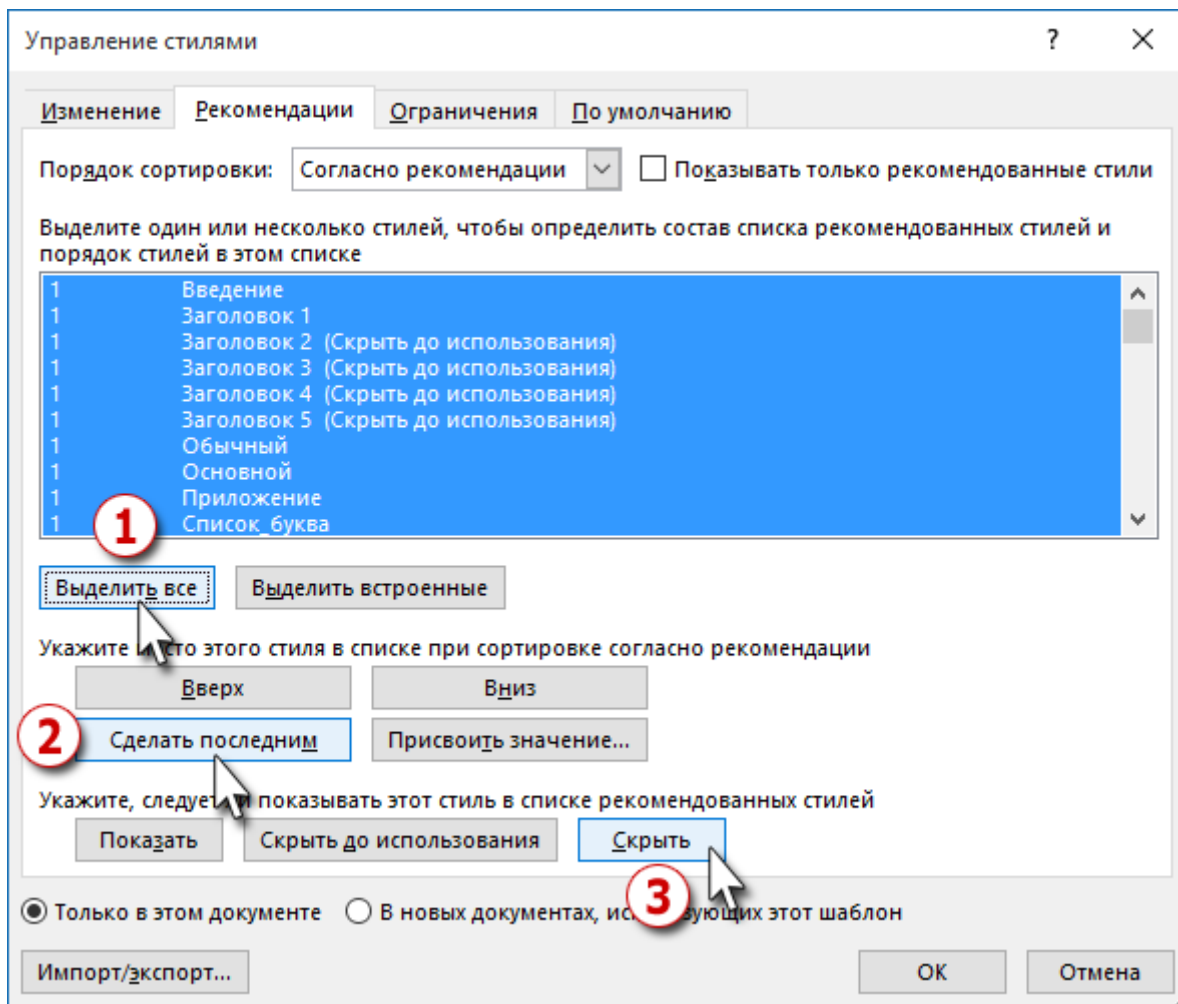 Управление стилями ?
Изменение Рекомендации Ограничения По умолчанию
Порядок сортировки: Согласно рекомендации Показывать только рекомендованные стили
Выделите один или несколько стилей, чтобы определить состав списка рекомендованных стилей и
порядок стилей в этом списке
1 Введение
1 Заголовок 1
1 Заголовок 2 (Скрыть до использования)
1 Заголовок 3 (Скрыть до использования)
1 Заголовок 4 (Скрыть до использования)
1 Заголовок 5 (Скрыть до использования)
1 Обычный
1 Основной
1 Приложение
1 Список_буква
1
Выделить все Выделить встроенные
Укажите место этого стиля в списке при сортировке согласно рекомендации
Вверх Вниз
2 Сделать последним Присвоить значение...
Укажите, следует ли показывать этот стиль в списке рекомендованных стилей
Показать Скрыть до использования Скрыть
3
Только в этом документе В новых документах, использующих этот шаблон
Импорт/экспорт... ОК Отмена